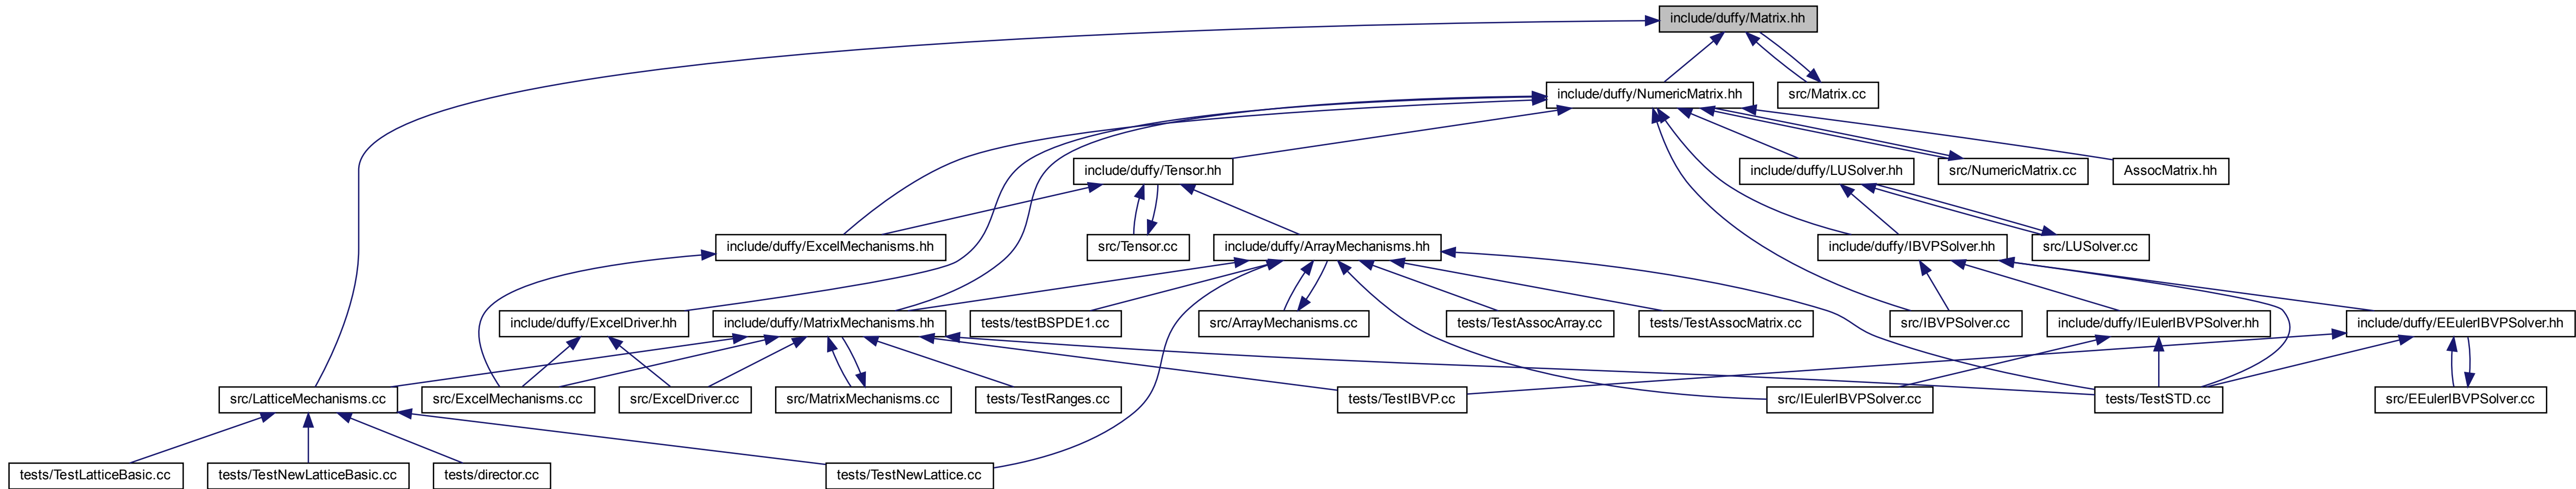 include/duffy/Matrix.hh
include/duffy/NumericMatrix.hh
src/Matrix.cc
include/duffy/Tensor.hh
include/duffy/LUSolver.hh
src/NumericMatrix.cc
AssocMatrix.hh
include/duffy/ExcelMechanisms.hh
src/Tensor.cc
include/duffy/ArrayMechanisms.hh
include/duffy/IBVPSolver.hh
src/LUSolver.cc
include/duffy/ExcelDriver.hh
include/duffy/MatrixMechanisms.hh
tests/testBSPDE1.cc
src/ArrayMechanisms.cc
tests/TestAssocArray.cc
tests/TestAssocMatrix.cc
src/IBVPSolver.cc
include/duffy/IEulerIBVPSolver.hh
include/duffy/EEulerIBVPSolver.hh
src/LatticeMechanisms.cc
src/ExcelMechanisms.cc
src/ExcelDriver.cc
src/MatrixMechanisms.cc
tests/TestRanges.cc
tests/TestIBVP.cc
src/IEulerIBVPSolver.cc
tests/TestSTD.cc
src/EEulerIBVPSolver.cc
tests/TestLatticeBasic.cc
tests/TestNewLatticeBasic.cc
tests/director.cc
tests/TestNewLattice.cc